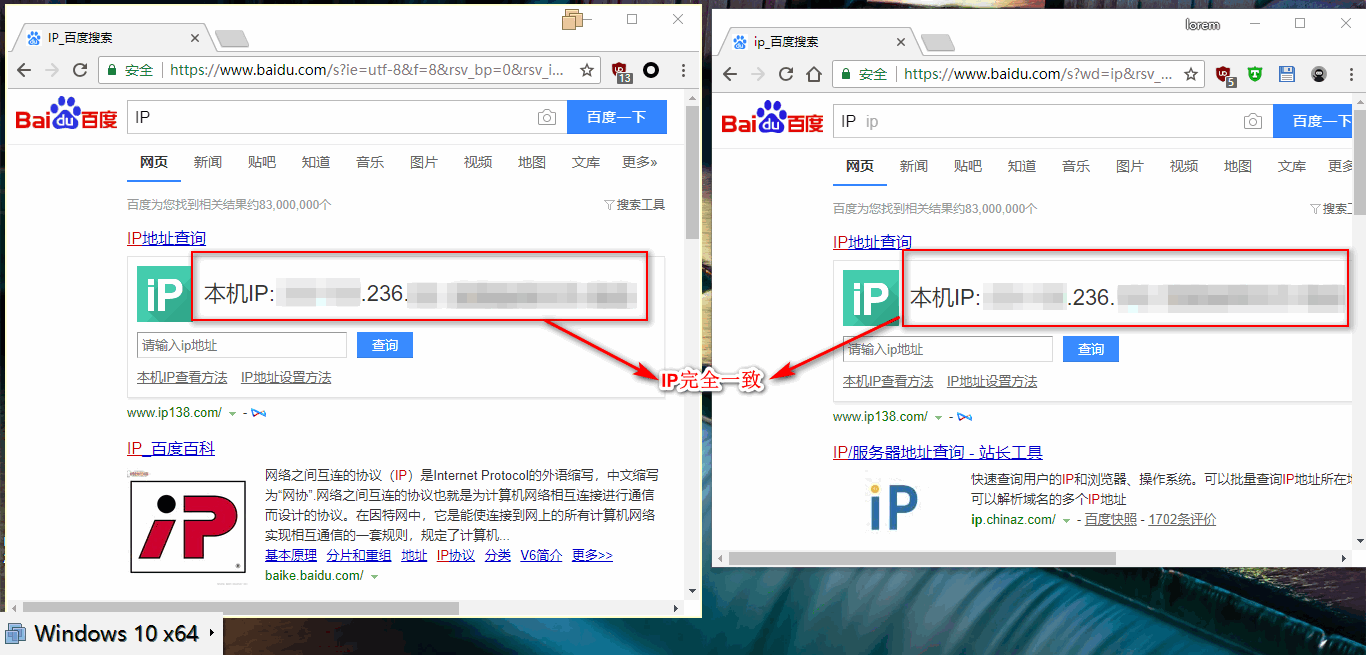 IP_百度搜索
安全 https://www.baidu.com/s?ie=utf-8&f=8&rsv_bp=0&rsv_i...
13
Bai du 百度
IP
百度一下
网页 新闻 贴吧 知道 音乐 图片 视频 地图 文库 更多»
百度为您找到相关结果约83,000,000个
搜索工具
IP地址查询
iP
本机IP: .236.
请输入ip地址
查询
本机IP查看方法 IP地址设置方法
www.ip138.com/ -
IP_百度百科
网络之间互连的协议（IP）是Internet Protocol的外语缩写，中文缩写
为“网协”.网络之间互连的协议也就是为计算机网络相互连接进行通信
而设计的协议。在因特网中，它是能使连接到网上的所有计算机网络
实现相互通信的一套规则，规定了计算机...
基本原理 分片和重组 地址 IP协议 分类 V6简介 更多>>
baike.baidu.com/
iP
Windows 10 x64
IP完全一致
lorem
ip_百度搜索
安全 https://www.baidu.com/s?wd=ip&rsv_...
5
Bai du 百度
IP ip
百度一下
网页 新闻 贴吧 知道 音乐 图片 视频 地图 文库 更多
百度为您找到相关结果约83,000,000个
搜索工
IP地址查询
iP
本机IP: .236.
请输入ip地址
查询
本机IP查看方法 IP地址设置方法
www.ip138.com/ -
IP/服务器地址查询 - 站长工具
iP
快速查询用户的IP和浏览器、操作系统。可以批量查询IP地址所在地
可以解析域名的多个IP地址
ip.chinaz.com/ - 百度快照 - 1702条评价